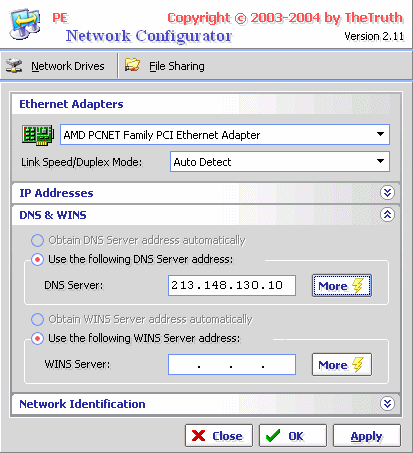 PE
Copyright © 2003-2004 by TheTruth
Network Configurator
Version 2.11
Network Drives
File Sharing
Ethernet Adapters
AMD PCNET Family PCI Ethernet Adapter
Link Speed/Duplex Mode:
Auto Detect
IP Addresses
DNS & WINS
Obtain DNS Server address automatically
Use the following DNS Server address:
DNS Server:
213.148.130.10
More
Obtain WINS Server address automatically
Use the following WINS Server address:
WINS Server:
. . .
More
Network Identification
Close
OK
Apply